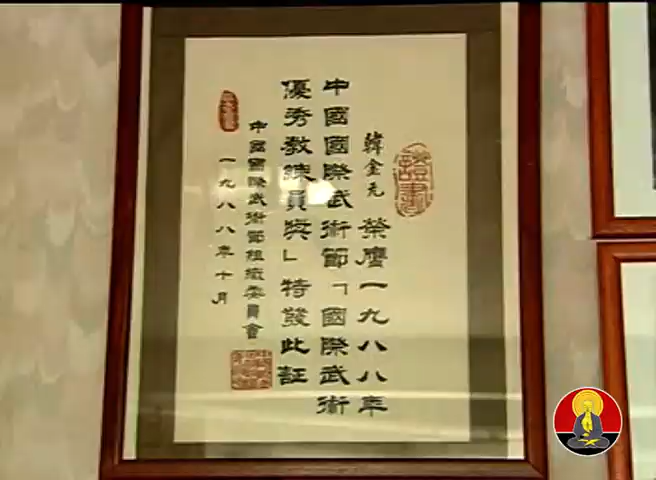 證書
韓金元 榮膺一九八八年
中國國際武術節「國際武術
優秀教練員獎」特發此証
中國國際武術節組織委員會
一九八八年十月